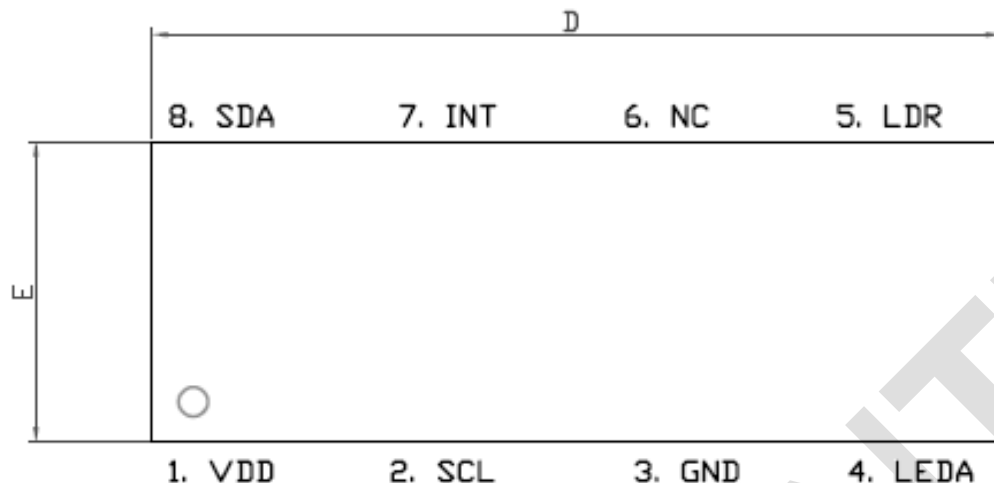 D
8. SDA 7. INT 6. NC 5. LDR
E
1. VDD 2. SCL 3. GND 4. LEDA